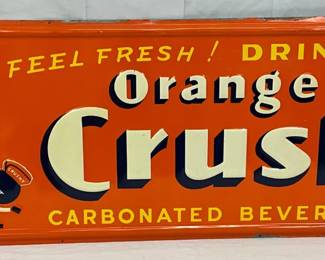 FEEL FRESH! DRIN
Orange
Crus
CARBONATED BEVER